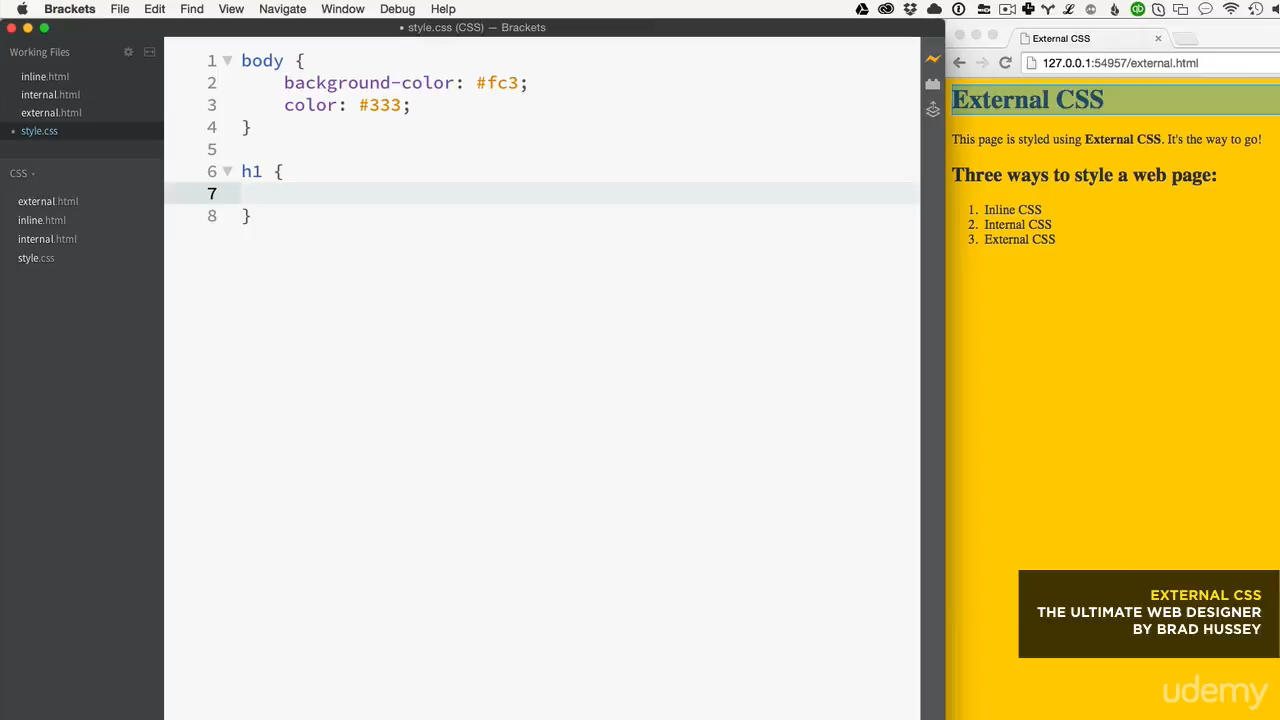 Brackets File Edit Find View Navigate Window Debug Help
• style.css (CSS) — Brackets
Working Files
inline.html
internal.html
external.html
• style.css
CSS
external.html
inline.html
internal.html
style.css
1 body {
2 background-color: #fc3;
3 color: #333;
4 }
5
6 h1 {
7
8 }
External CSS
127.0.0.1:54957/external.html
External CSS
This page is styled using External CSS. It's the way to go!
Three ways to style a web page:
1. Inline CSS
2. Internal CSS
3. External CSS
EXTERNAL CSS
THE ULTIMATE WEB DESIGNER
BY BRAD HUSSEY
udemy